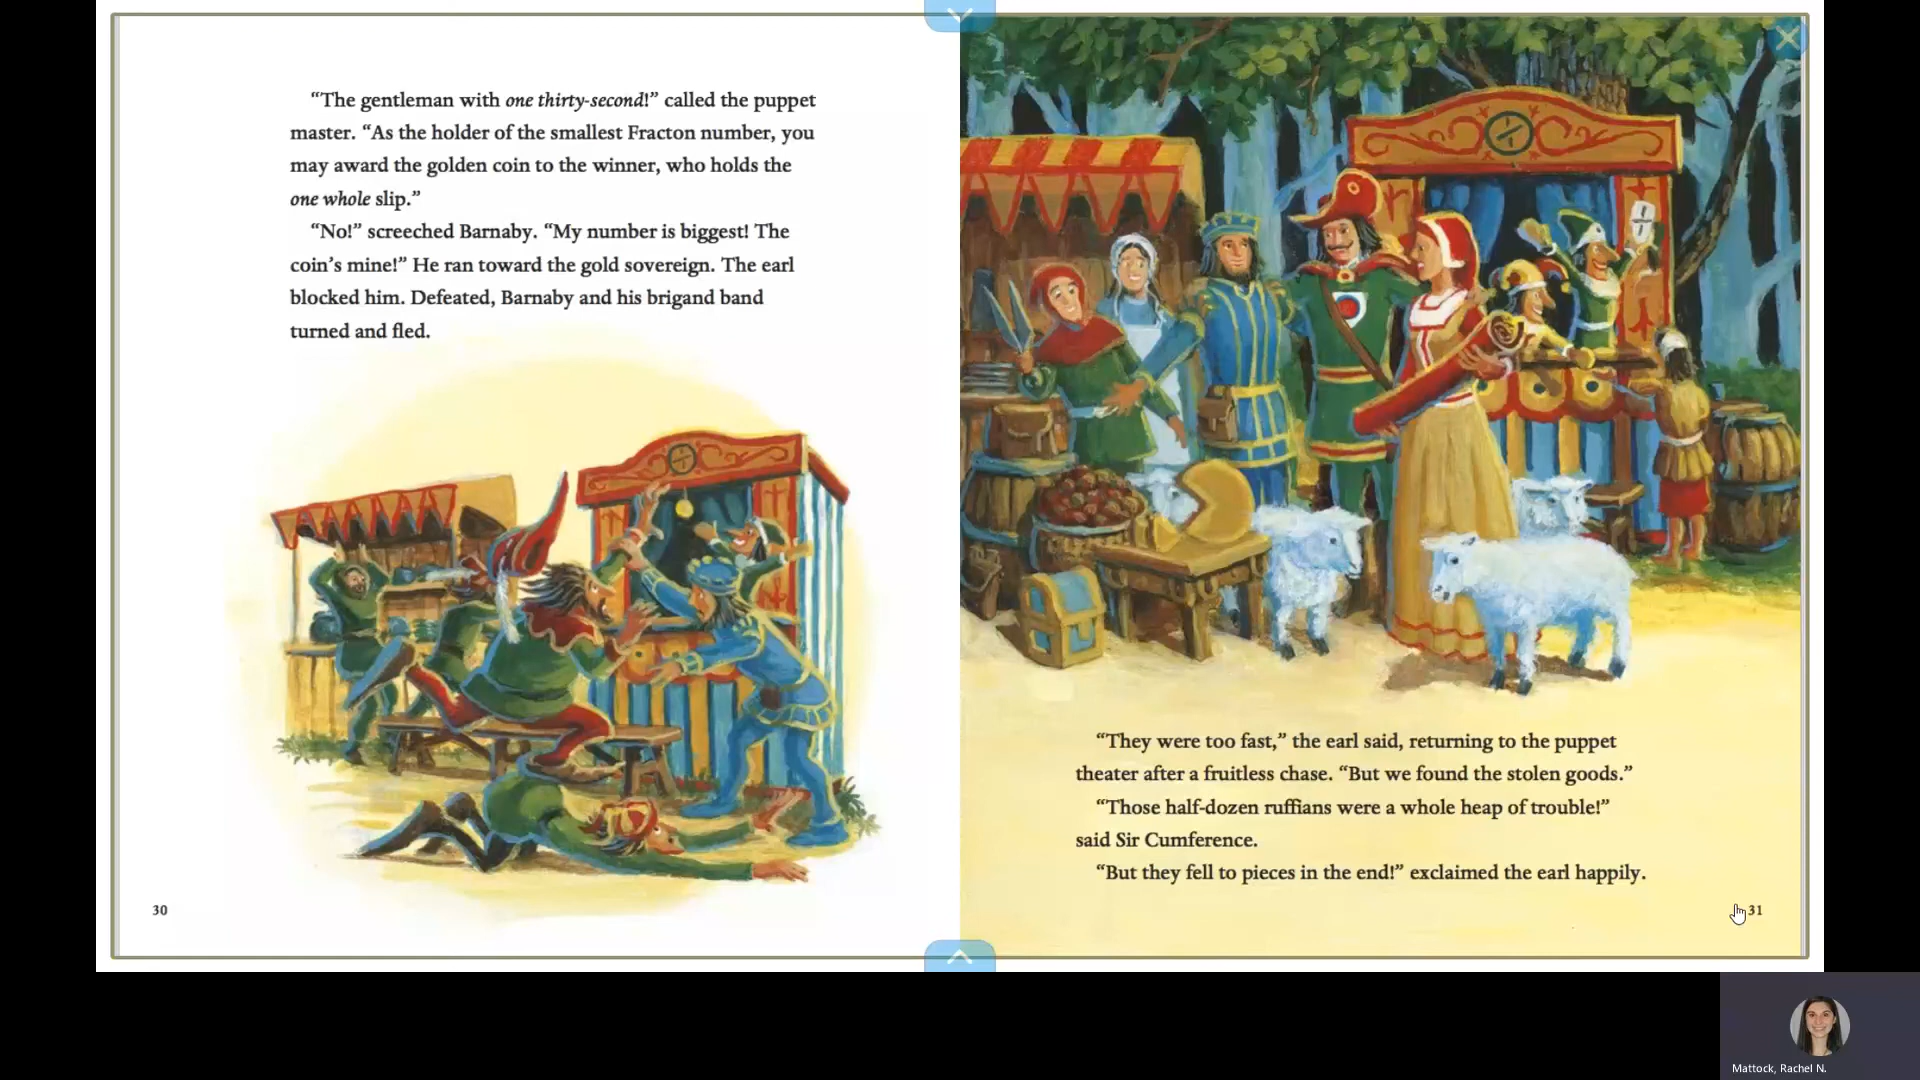 “The gentleman with one thirty-second!” called the puppet
master. “As the holder of the smallest Fracton number, you
may award the golden coin to the winner, who holds the
one whole slip.”
“No!” screeched Barnaby. “My number is biggest! The
coin’s mine!” He ran toward the gold sovereign. The earl
blocked him. Defeated, Barnaby and his brigand band
turned and fled.
30
“They were too fast,” the earl said, returning to the puppet
theater after a fruitless chase. “But we found the stolen goods.”
“Those half-dozen ruffians were a whole heap of trouble!”
said Sir Cumference.
“But they fell to pieces in the end!” exclaimed the earl happily.
31
Mattock, Rachel N.